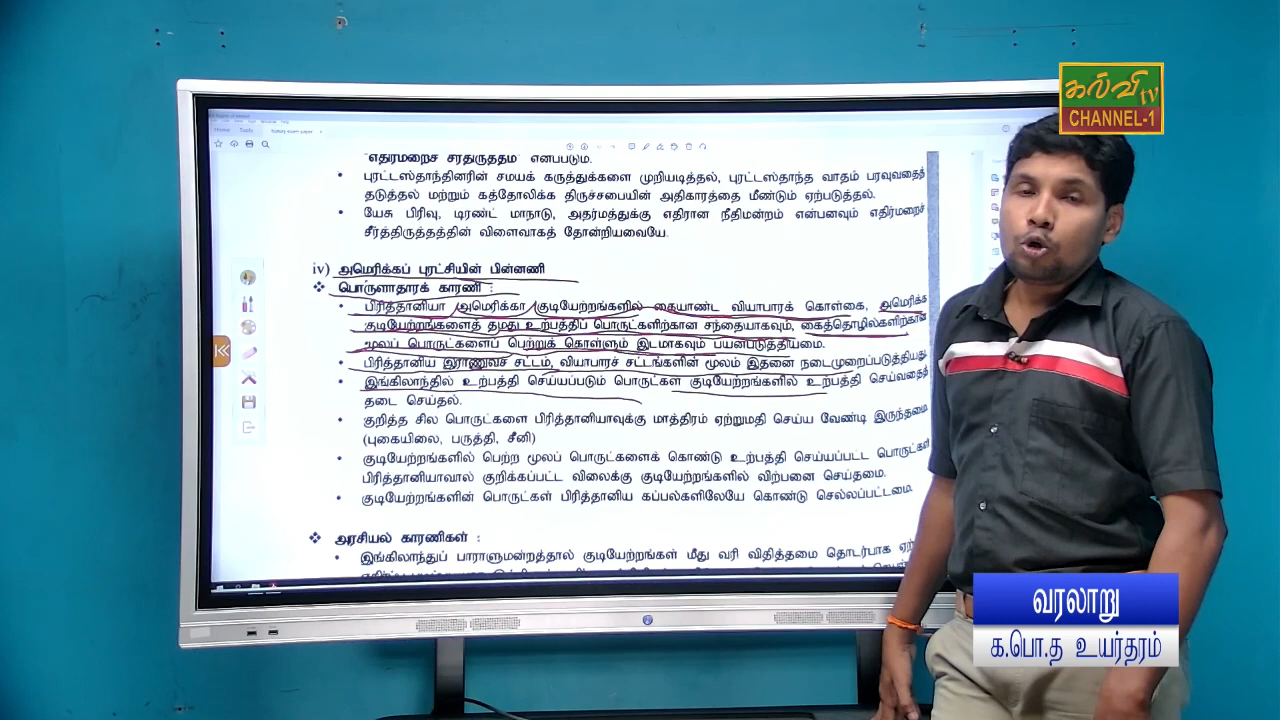 கல்வி tv
CHANNEL-1
Home Tools
எனப்படும்.
• புரட்டஸ்தாந்தினரின் சமயக் கருத்துக்களை முறியடித்தல், புரட்டஸ்தாந்த வாதம் பரவுவதைத்
தடுத்தல் மற்றும் கத்தோலிக்க திருச்சபையின் அதிகாரத்தை மீண்டும் ஏற்படுத்தல்.
• யேசு பிரிவு, டிரண்ட் மாநாடு, அதர்மத்துக்கு எதிரான நீதிமன்றம் என்பனவும் எதிர்மறைச்
சீர்த்திருத்தத்தின் விளைவாகத் தோன்றியவையே.
iv) அமெரிக்கப் புரட்சியின் பின்னணி
❖ பொருளாதாரக் காரணி :
• பிரித்தானியா அமெரிக்கா குடியேற்றங்களில் கையாண்ட வியாபாரக் கொள்கை, அமெரிக்க
குடியேற்றங்களைத் தமது உற்பத்திப் பொருட்களிற்கான சந்தையாகவும், கைத்தொழில்களிற்கான
மூலப் பொருட்களைப் பெற்றுக் கொள்ளும் இடமாகவும் பயன்படுத்தியமை.
• பிரித்தானிய இராணுவச் சட்டம், வியாபாரச் சட்டங்களின் மூலம் இதனை நடைமுறைப்படுத்தியது
இங்கிலாந்தில் உற்பத்தி செய்யப்படும் பொருட்கள் குடியேற்றங்களில் உற்பத்தி செய்வதைத்
தடை செய்தல்.
• குறித்த சில பொருட்களை பிரித்தானியாவுக்கு மாத்திரம் ஏற்றுமதி செய்ய வேண்டி இருந்தமை
(புகையிலை, பருத்தி, சீனி)
• குடியேற்றங்களில் பெற்ற மூலப் பொருட்களைக் கொண்டு உற்பத்தி செய்யப்பட்ட பொருட்கள்
பிரித்தானியாவால் குறிக்கப்பட்ட விலைக்கு குடியேற்றங்களில் விற்பனை செய்தமை.
• குடியேற்றங்களின் பொருட்கள் பிரித்தானிய கப்பல்களிலேயே கொண்டு செல்லப்பட்டமை
❖ அரசியல் காரணிகள் :
• இங்கிலாந்துப் பாராளுமன்றத்தால் குடியேற்றங்கள் மீது வரி விதித்தமை தொடர்பாக
வரலாறு
க.பொ.த உயர்தரம்